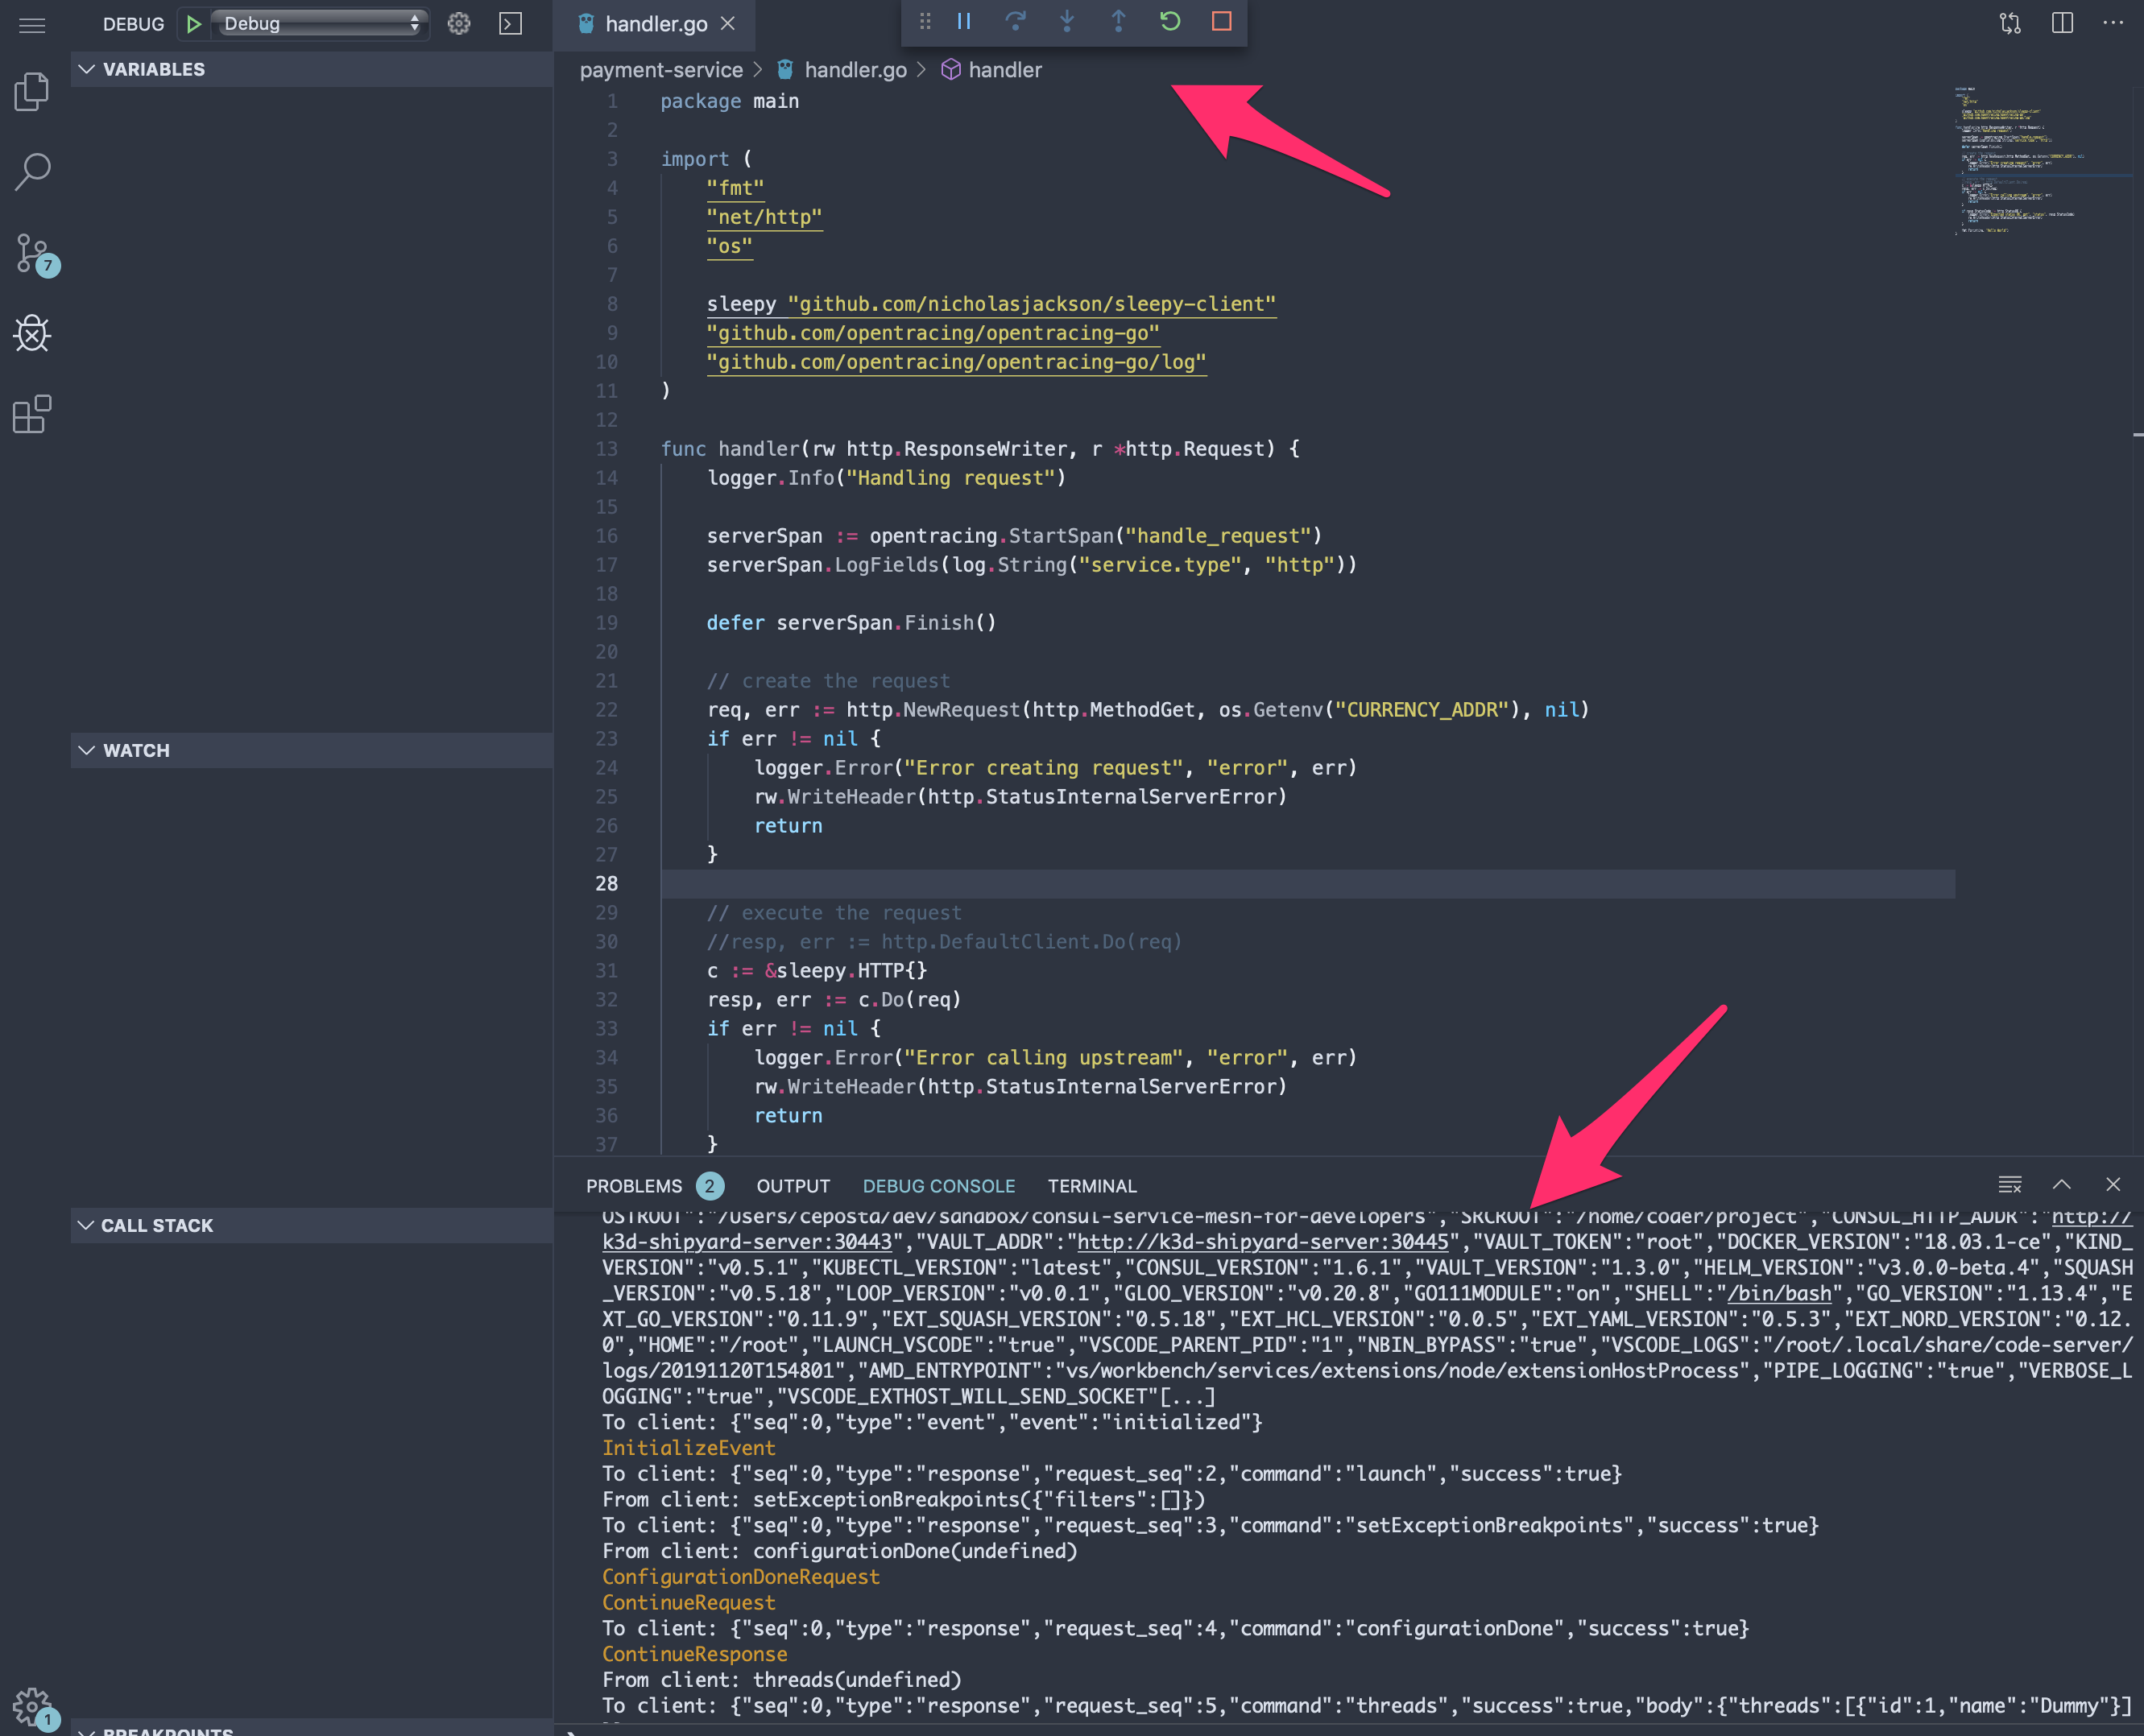 DEBUG Debug
handler.go
VARIABLES
payment-service handler.go handler
1 package main
2
3 import (
4 "fmt"
5 "net/http"
6 "os"
7
8 sleepy "github.com/nicholasjackson/sleepy-client"
9 "github.com/opentracing/opentracing-go"
10 "github.com/opentracing/opentracing-go/log"
11 )
12
13 func handler(rw http.ResponseWriter, r *http.Request) {
14 logger.Info("Handling request")
15
16 serverSpan := opentracing.StartSpan("handle_request")
17 serverSpan.LogFields(log.String("service.type", "http"))
18
19 defer serverSpan.Finish()
20
21 // create the request
22 req, err := http.NewRequest(http.MethodGet, os.Getenv("CURRENCY_ADDR"), nil)
23 if err != nil {
24 logger.Error("Error creating request", "error", err)
25 rw.WriteHeader(http.StatusInternalServerError)
26 return
27 }
28
29 // execute the request
30 //resp, err := http.DefaultClient.Do(req)
31 c := &sleepy.HTTP{}
32 resp, err := c.Do(req)
33 if err != nil {
34 logger.Error("Error calling upstream", "error", err)
35 rw.WriteHeader(http.StatusInternalServerError)
36 return
37 }
7
WATCH
CALL STACK
BREAKPOINTS
1
PROBLEMS 2 OUTPUT DEBUG CONSOLE TERMINAL
OSTROOT":"/Users/ceposta/dev/sandbox/consul-service-mesh-for-developers","SRCROOT":"/home/coder/project","CONSUL_HTTP_ADDR":"http://
k3d-shipyard-server:30443","VAULT_ADDR":"http://k3d-shipyard-server:30445","VAULT_TOKEN":"root","DOCKER_VERSION":"18.03.1-ce","KIND_
VERSION":"v0.5.1","KUBECTL_VERSION":"latest","CONSUL_VERSION":"1.6.1","VAULT_VERSION":"1.3.0","HELM_VERSION":"v3.0.0-beta.4","SQUASH
_VERSION":"v0.5.18","LOOP_VERSION":"v0.0.1","GLOO_VERSION":"v0.20.8","GO111MODULE":"on","SHELL":"/bin/bash","GO_VERSION":"1.13.4","E
XT_GO_VERSION":"0.11.9","EXT_SQUASH_VERSION":"0.5.18","EXT_HCL_VERSION":"0.0.5","EXT_YAML_VERSION":"0.5.3","EXT_NORD_VERSION":"0.12.
0","HOME":"/root","LAUNCH_VSCODE":"true","VSCODE_PARENT_PID":"1","NBIN_BYPASS":"true","VSCODE_LOGS":"/root/.local/share/code-server/
logs/20191120T154801","AMD_ENTRYPOINT":"vs/workbench/services/extensions/node/extensionHostProcess","PIPE_LOGGING":"true","VERBOSE_L
OGGING":"true","VSCODE_EXTHOST_WILL_SEND_SOCKET"[...]
To client: {"seq":0,"type":"event","event":"initialized"}
InitializeEvent
To client: {"seq":0,"type":"response","request_seq":2,"command":"launch","success":true}
From client: setExceptionBreakpoints({"filters":[]})
To client: {"seq":0,"type":"response","request_seq":3,"command":"setExceptionBreakpoints","success":true}
From client: configurationDone(undefined)
ConfigurationDoneRequest
ContinueRequest
To client: {"seq":0,"type":"response","request_seq":4,"command":"configurationDone","success":true}
ContinueResponse
From client: threads(undefined)
To client: {"seq":0,"type":"response","request_seq":5,"command":"threads","success":true,"body":{"threads":[{"id":1,"name":"Dummy"}]